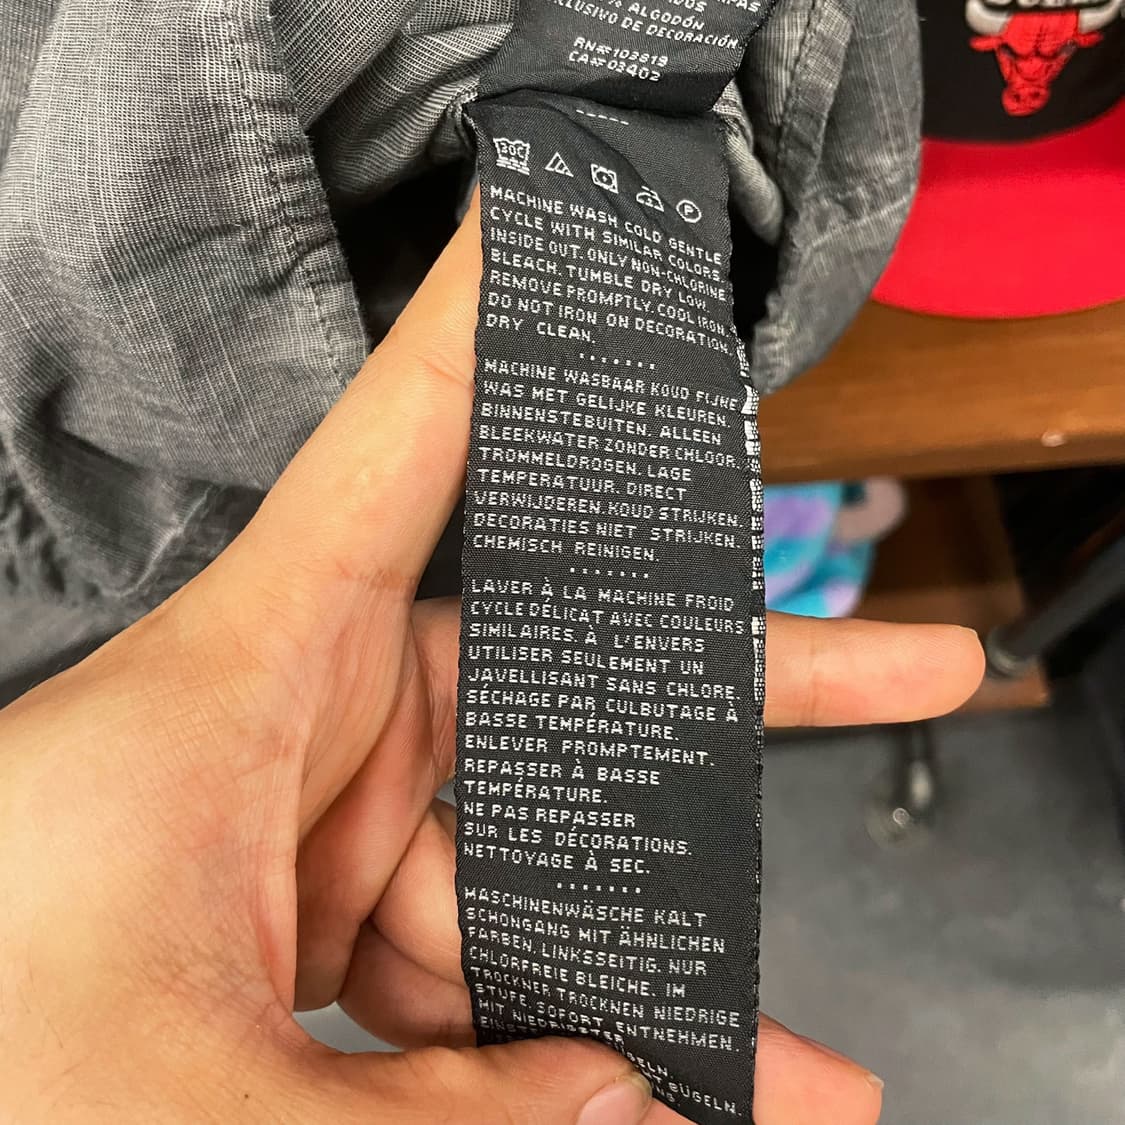 ALGODÓN
EXCLUSIVO DE DECORACIÓN.
RN#103819
CA#03402
30C
P
MACHINE WASH COLD GENTLE
CYCLE WITH SIMILAR COLORS.
INSIDE OUT. ONLY NON-CHLORINE
BLEACH. TUMBLE DRY LOW.
REMOVE PROMPTLY. COOL IRON.
DO NOT IRON ON DECORATION.
DRY CLEAN.
MACHINE WASBAAR KOUD FIJNE
WAS MET GELIJKE KLEUREN.
BINNENSTEBUITEN. ALLEEN
BLEEKWATER ZONDER CHLOOR.
TROMMELDROGEN. LAGE
TEMPERATUUR. DIRECT
VERWIJDEREN. KOUD STRIJKEN.
DECORATIES NIET STRIJKEN.
CHEMISCH REINIGEN.
LAVER À LA MACHINE FROID
CYCLE DÉLICAT AVEC COULEURS
SIMILAIRES. À L'ENVERS
UTILISER SEULEMENT UN
JAVELLISANT SANS CHLORE.
SÉCHAGE PAR CULBUTAGE À
BASSE TEMPÉRATURE.
ENLEVER PROMPTEMENT.
REPASSER À BASSE
TEMPÉRATURE.
NE PAS REPASSER
SUR LES DÉCORATIONS.
NETTOYAGE À SEC.
MASCHINENWÄSCHE KALT
SCHONGANG MIT ÄHNLICHEN
FARBEN. LINKSSEITIG. NUR
CHLORFREIE BLEICHE. IM
TROCKNER TROCKNEN NIEDRIGE
STUFE. SOFORT ENTNEHMEN.
MIT NIEDRIGSTER
BÜGELN.